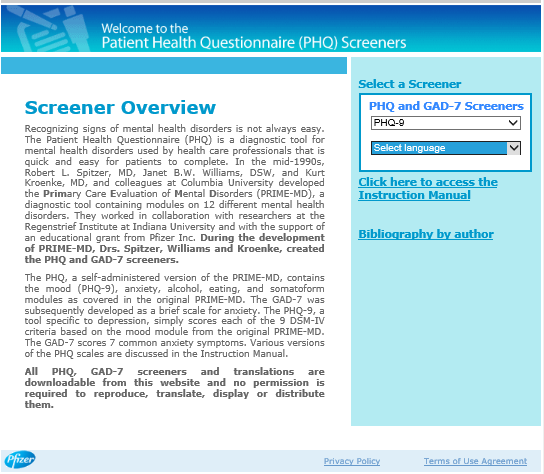 Welcome to the
Patient Health Questionnaire (PHQ) Screeners
Screener Overview
Recognizing signs of mental health disorders is not always easy.
The Patient Health Questionnaire (PHQ) is a diagnostic tool for
mental health disorders used by health care professionals that is
quick and easy for patients to complete. In the mid-1990s,
Robert L. Spitzer, MD, Janet B.W. Williams, DSW, and Kurt
Kroenke, MD, and colleagues at Columbia University developed
the Primary Care Evaluation of Mental Disorders (PRIME-MD), a
diagnostic tool containing modules on 12 different mental health
disorders. They worked in collaboration with researchers at the
Regenstrief Institute at Indiana University and with the support of
an educational grant from Pfizer Inc. During the development
of PRIME-MD, Drs. Spitzer, Williams and Kroenke, created
the PHQ and GAD-7 screeners.
The PHQ, a self-administered version of the PRIME-MD, contains
the mood (PHQ-9), anxiety, alcohol, eating, and somatoform
modules as covered in the original PRIME-MD. The GAD-7 was
subsequently developed as a brief scale for anxiety. The PHQ-9, a
tool specific to depression, simply scores each of the 9 DSM-IV
criteria based on the mood module from the original PRIME-MD.
The GAD-7 scores 7 common anxiety symptoms. Various versions
of the PHQ scales are discussed in the Instruction Manual.
All PHQ, GAD-7 screeners and translations are
downloadable from this website and no permission is
required to reproduce, translate, display or distribute
them.
Select a Screener
PHQ and GAD-7 Screeners
PHQ-9
Select language
Click here to access the
Instruction Manual
Bibliography by author
Pfizer
Privacy Policy
Terms of Use Agreement